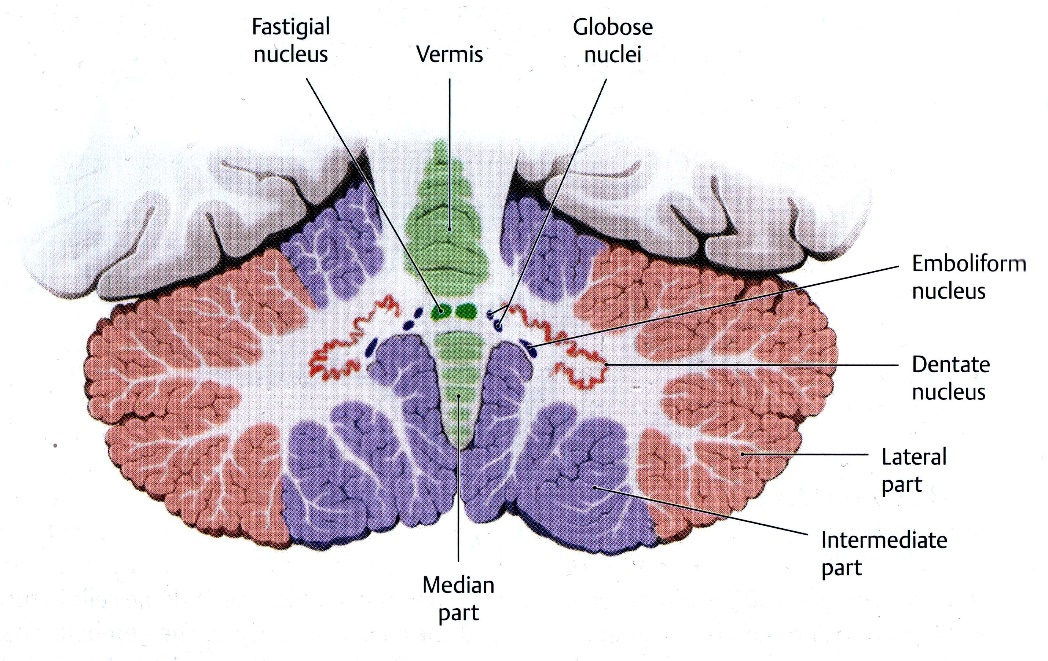 Fastigial
nucleus
Vermis
Globose
nuclei
Emboliform
nucleus
Dentate
nucleus
Lateral
part
Intermediate
part
Median
part